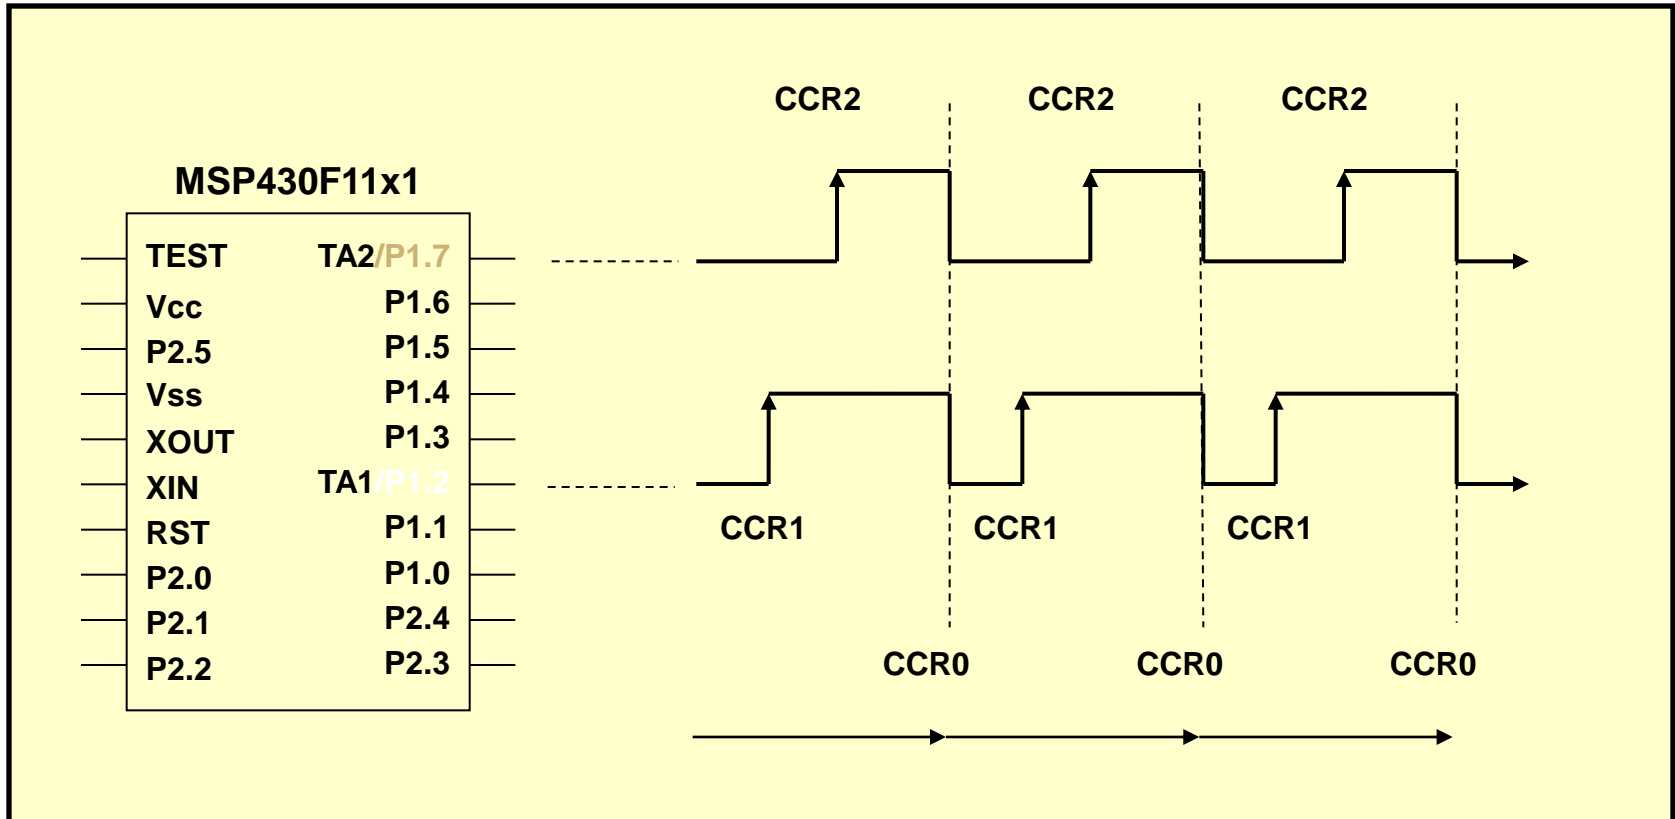 CCR2 CCR2 CCR2
MSP430F11x1
TEST TA2/P1.7
Vcc P1.6
P2.5 P1.5
Vss P1.4
XOUT P1.3
XIN TA1/P1.2
RST P1.1
P2.0 P1.0
P2.1 P2.4
P2.2 P2.3
CCR1 CCR1 CCR1
CCR0 CCR0 CCR0